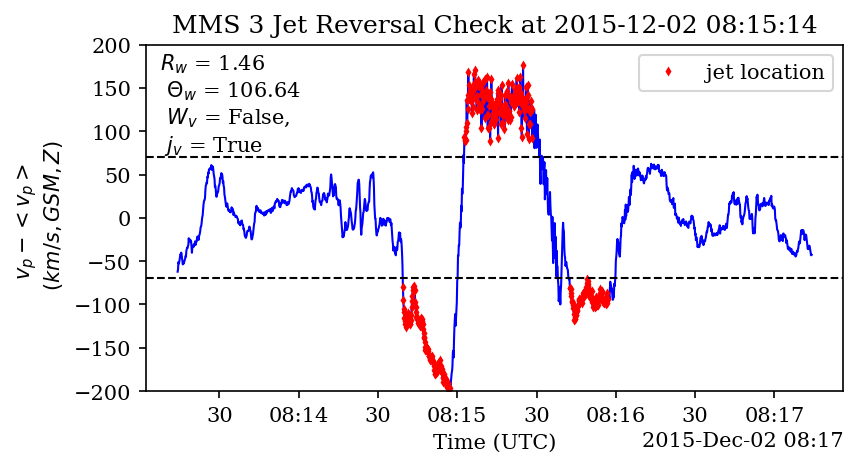 MMS 3 Jet Reversal Check at 2015-12-02 08:15:14
R_w = 1.46
Θ_w = 106.64
W_v = False,
j_v = True
jet location
200
150
100
50
0
−50
−100
−150
−200
v_p − < v_p >
(km/s, GSM, Z)
30 08:14 30 08:15 30 08:16 30 08:17
Time (UTC)
2015-Dec-02 08:17